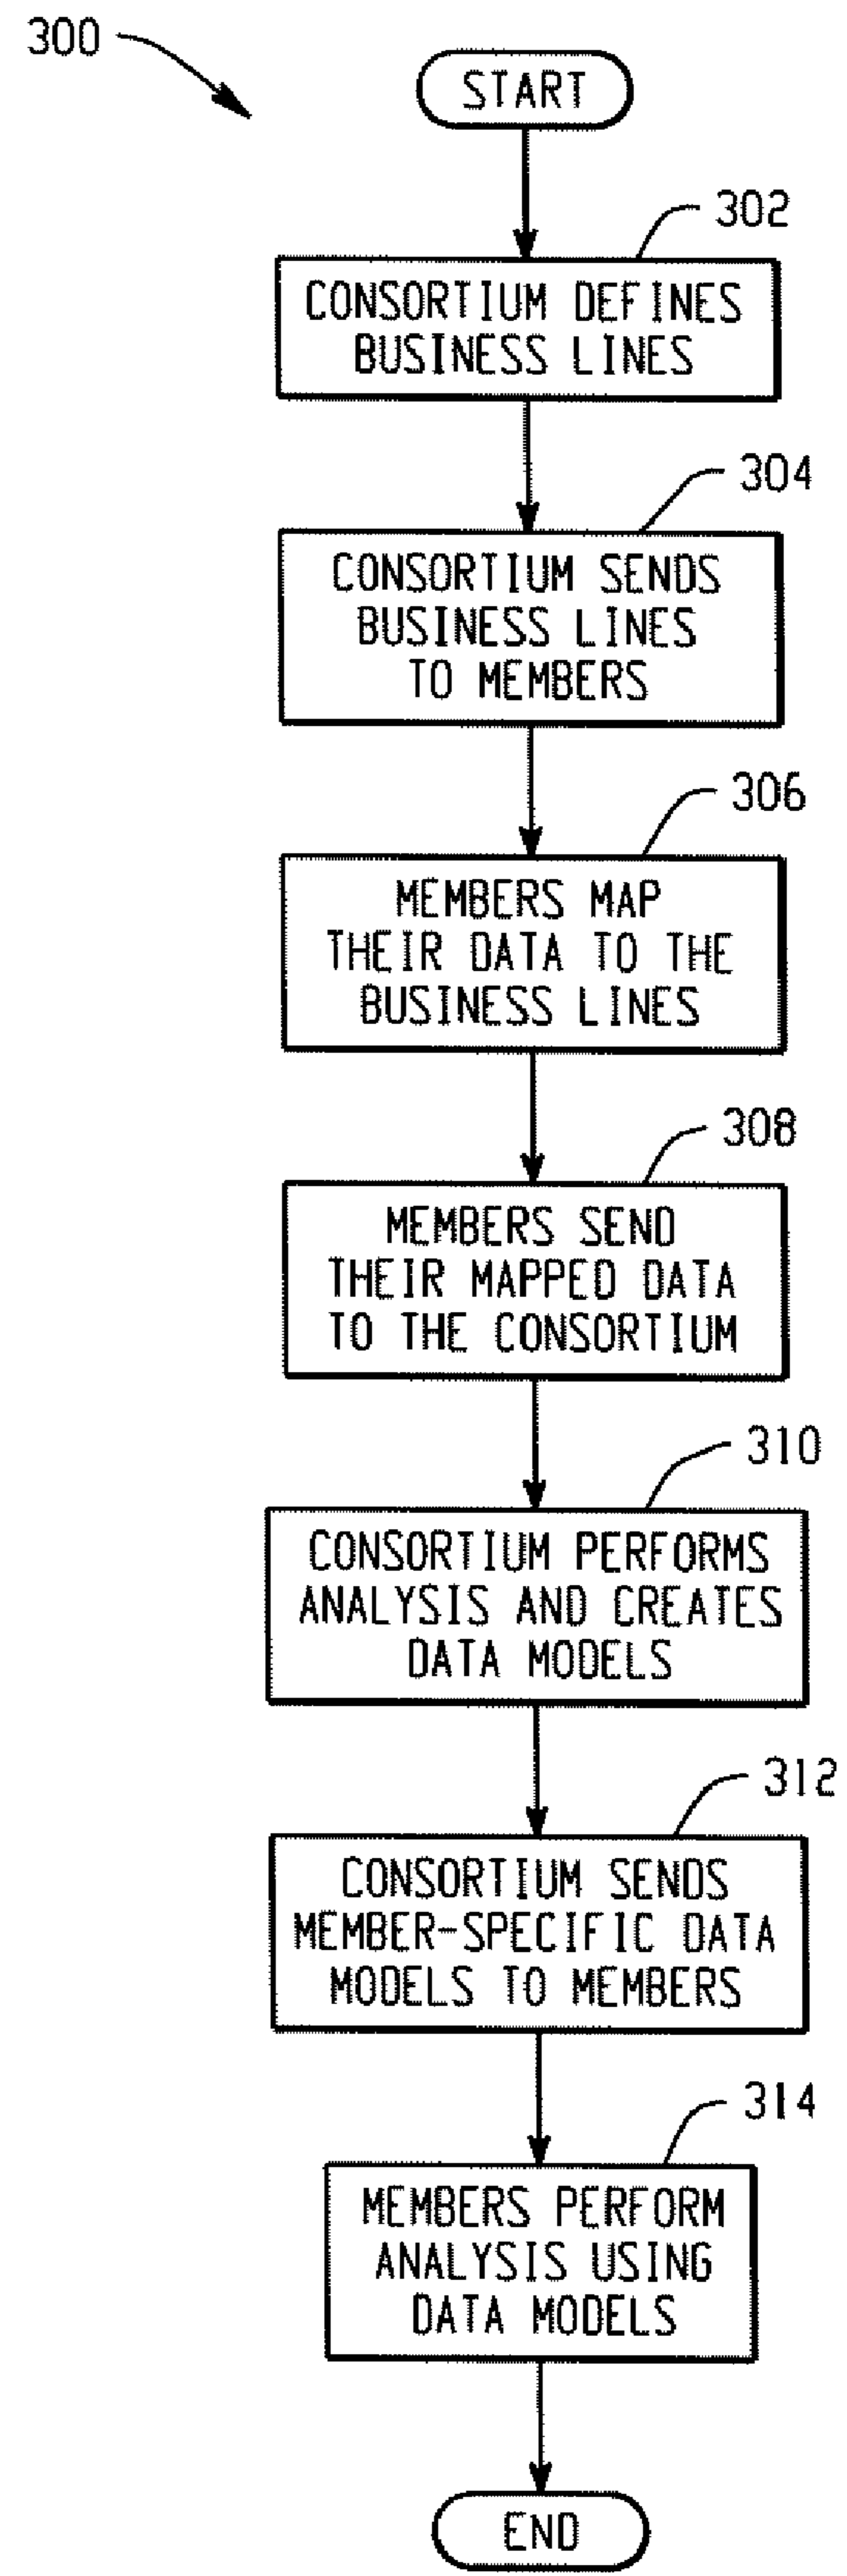 300
START
302
CONSORTIUM DEFINES
BUSINESS LINES
304
CONSORTIUM SENDS
BUSINESS LINES
TO MEMBERS
306
MEMBERS MAP
THEIR DATA TO THE
BUSINESS LINES
308
MEMBERS SEND
THEIR MAPPED DATA
TO THE CONSORTIUM
310
CONSORTIUM PERFORMS
ANALYSIS AND CREATES
DATA MODELS
312
CONSORTIUM SENDS
MEMBER-SPECIFIC DATA
MODELS TO MEMBERS
314
MEMBERS PERFORM
ANALYSIS USING
DATA MODELS
END